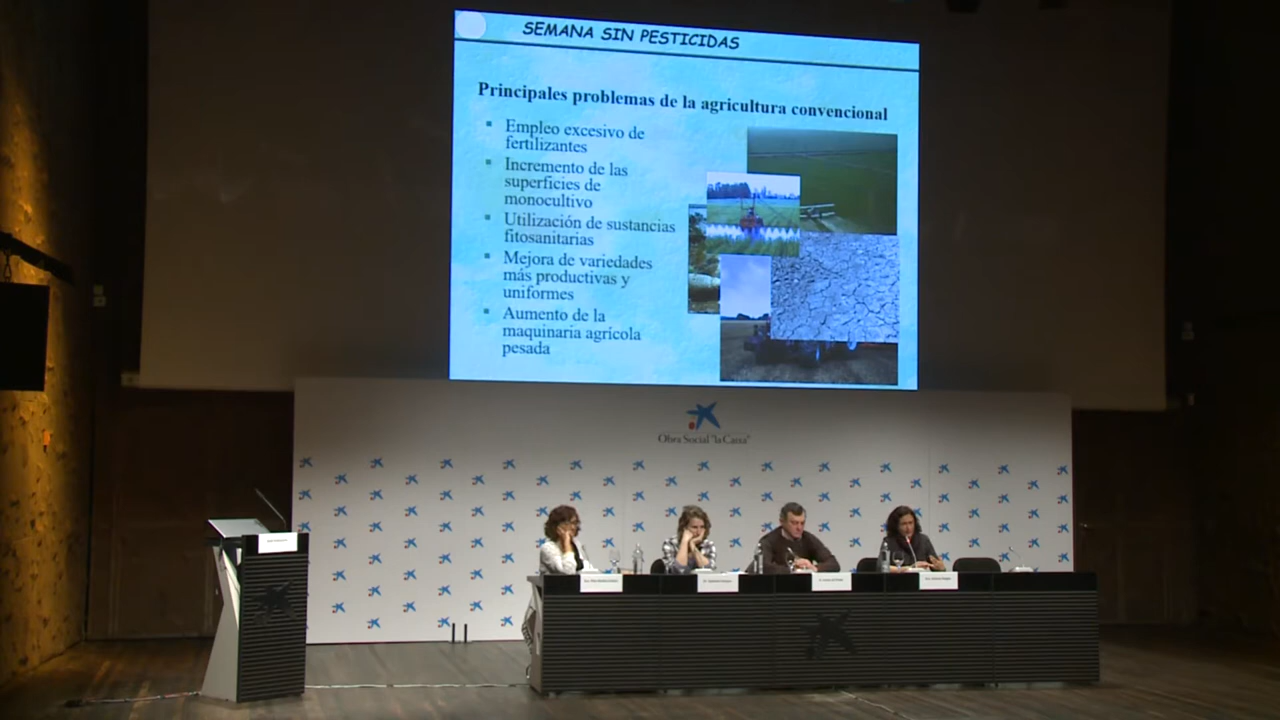 SEMANA SIN PESTICIDAS
Principales problemas de la agricultura convencional
Empleo excesivo de
fertilizantes
Incremento de las
superficies de
monocultivo
Utilización de sustancias
fitosanitarias
Mejora de variedades
más productivas y
uniformes
Aumento de la
maquinaria agrícola
pesada
Obra Social "la Caixa"